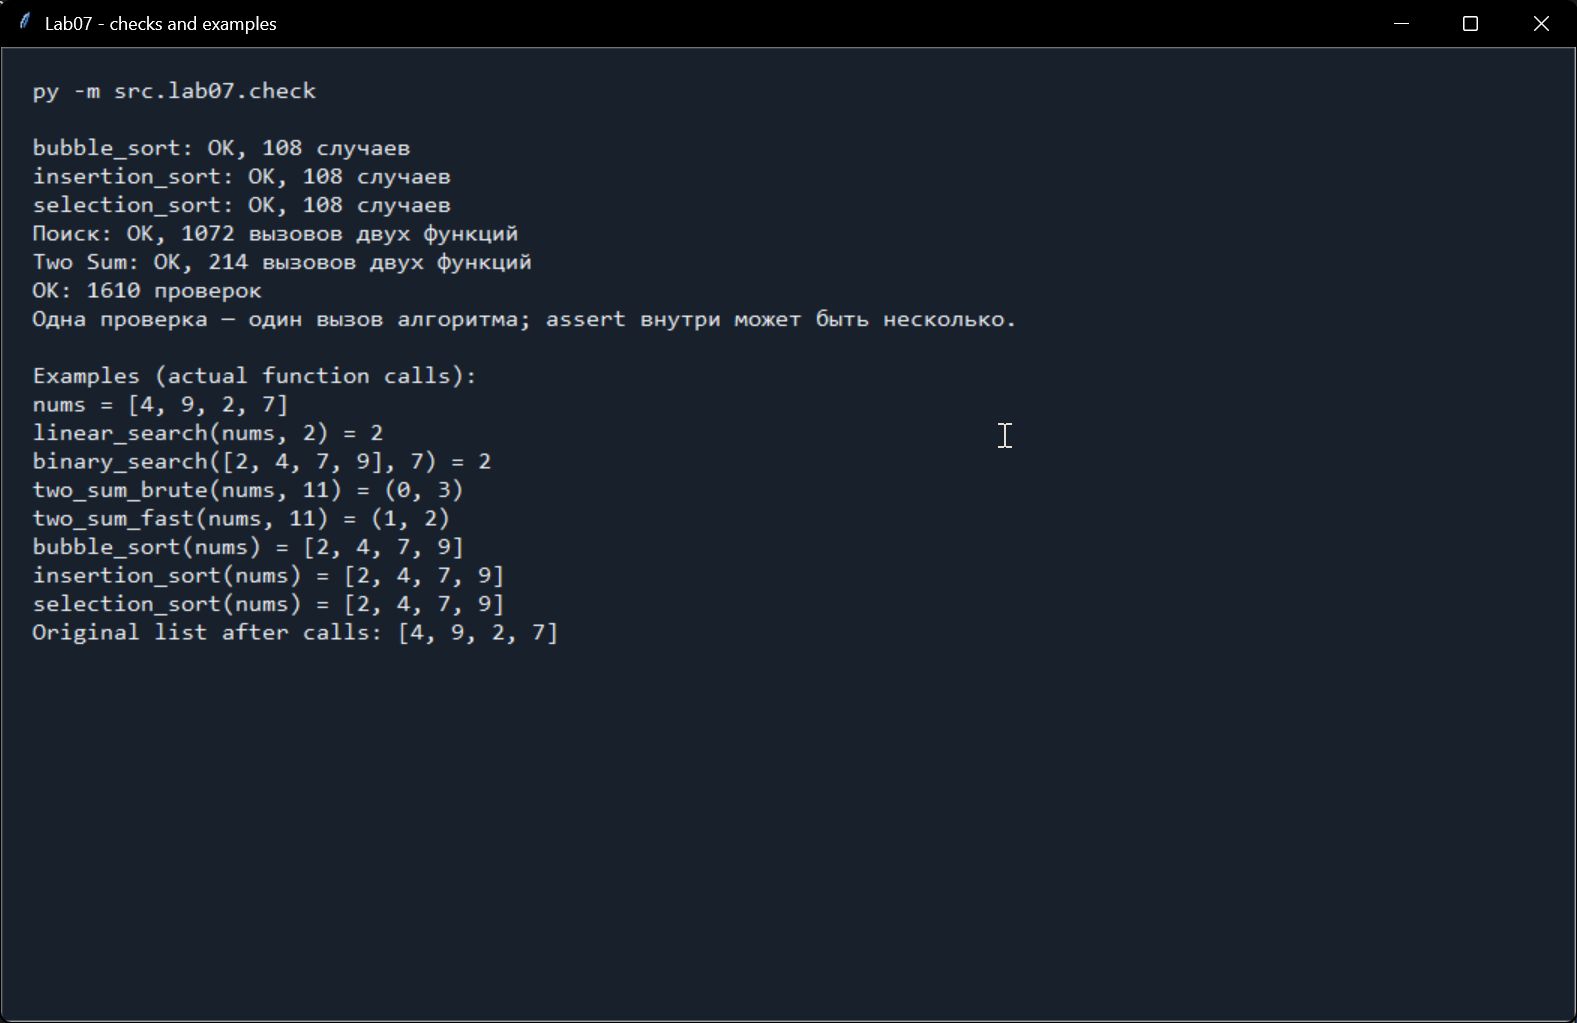 Lab07 - checks and examples
py -m src.lab07.check
bubble_sort: OK, 108 случаев
insertion_sort: OK, 108 случаев
selection_sort: OK, 108 случаев
Поиск: OK, 1072 вызовов двух функций
Two Sum: OK, 214 вызовов двух функций
OK: 1610 проверок
Одна проверка — один вызов алгоритма; assert внутри может быть несколько.
Examples (actual function calls):
nums = [4, 9, 2, 7]
linear_search(nums, 2) = 2
binary_search([2, 4, 7, 9], 7) = 2
two_sum_brute(nums, 11) = (0, 3)
two_sum_fast(nums, 11) = (1, 2)
bubble_sort(nums) = [2, 4, 7, 9]
insertion_sort(nums) = [2, 4, 7, 9]
selection_sort(nums) = [2, 4, 7, 9]
Original list after calls: [4, 9, 2, 7]